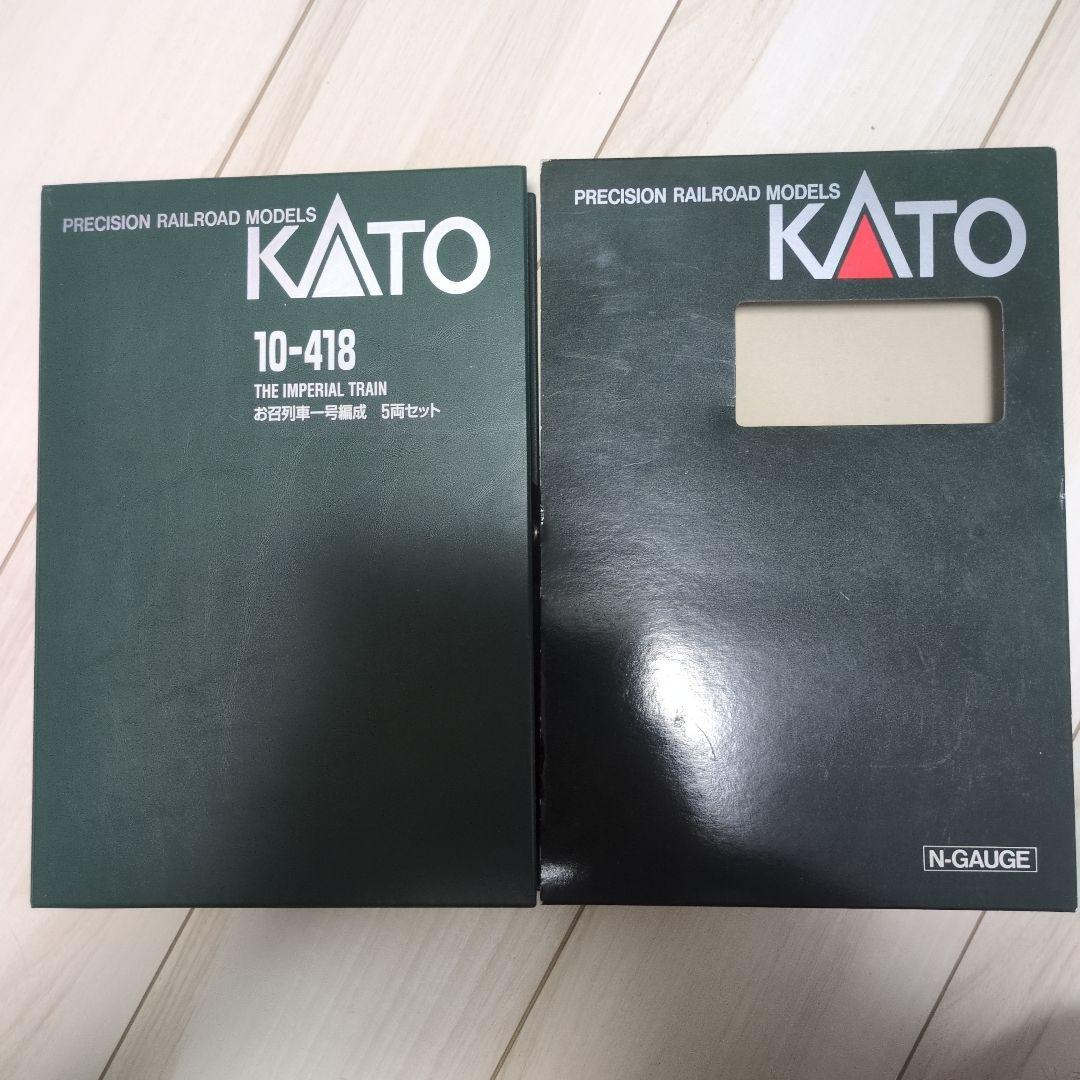 PRECISION RAILROAD MODELS
KATO
10-418
THE IMPERIAL TRAIN
お召列車一号編成 5両セット
PRECISION RAILROAD MODELS
KATO
N-GAUGE